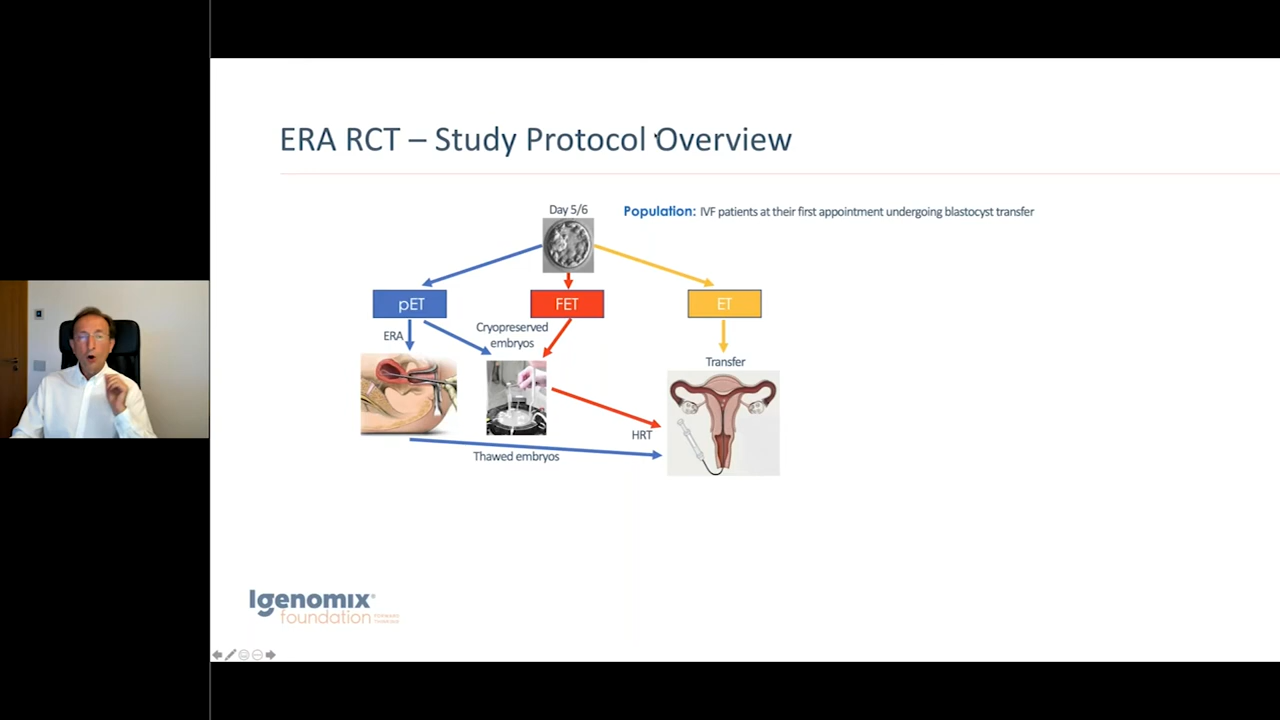 ERA RCT – Study Protocol Overview
Day 5/6
Population: IVF patients at their first appointment undergoing blastocyst transfer
pET
FET
ET
ERA
Cryopreserved
embryos
Transfer
HRT
Thawed embryos
Igenomix®
foundation